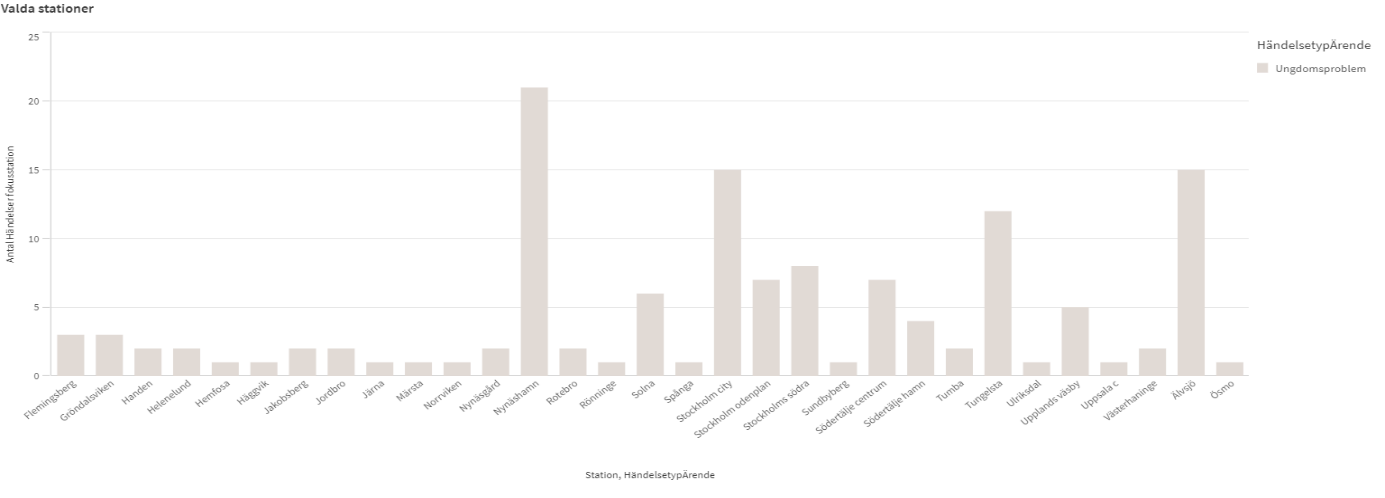 Valda stationer
HändelsetypÄrende
Ungdomsproblem
Antal Händelser fokusstation
25
20
15
10
5
0
Flemingsberg
Gröndalsviken
Handen
Helenelund
Hemfosa
Häggvik
Jakobsberg
Jordbro
Järna
Märsta
Norrviken
Nynäsgård
Nynäshamn
Rotebro
Rönninge
Solna
Spånga
Stockholm city
Stockholm odenplan
Stockholms södra
Sundbyberg
Södertälje centrum
Södertälje hamn
Tumba
Tungelsta
Ulriksdal
Upplands väsby
Uppsala c
Västerhaninge
Älvsjö
Ösmo
Station, HändelsetypÄrende